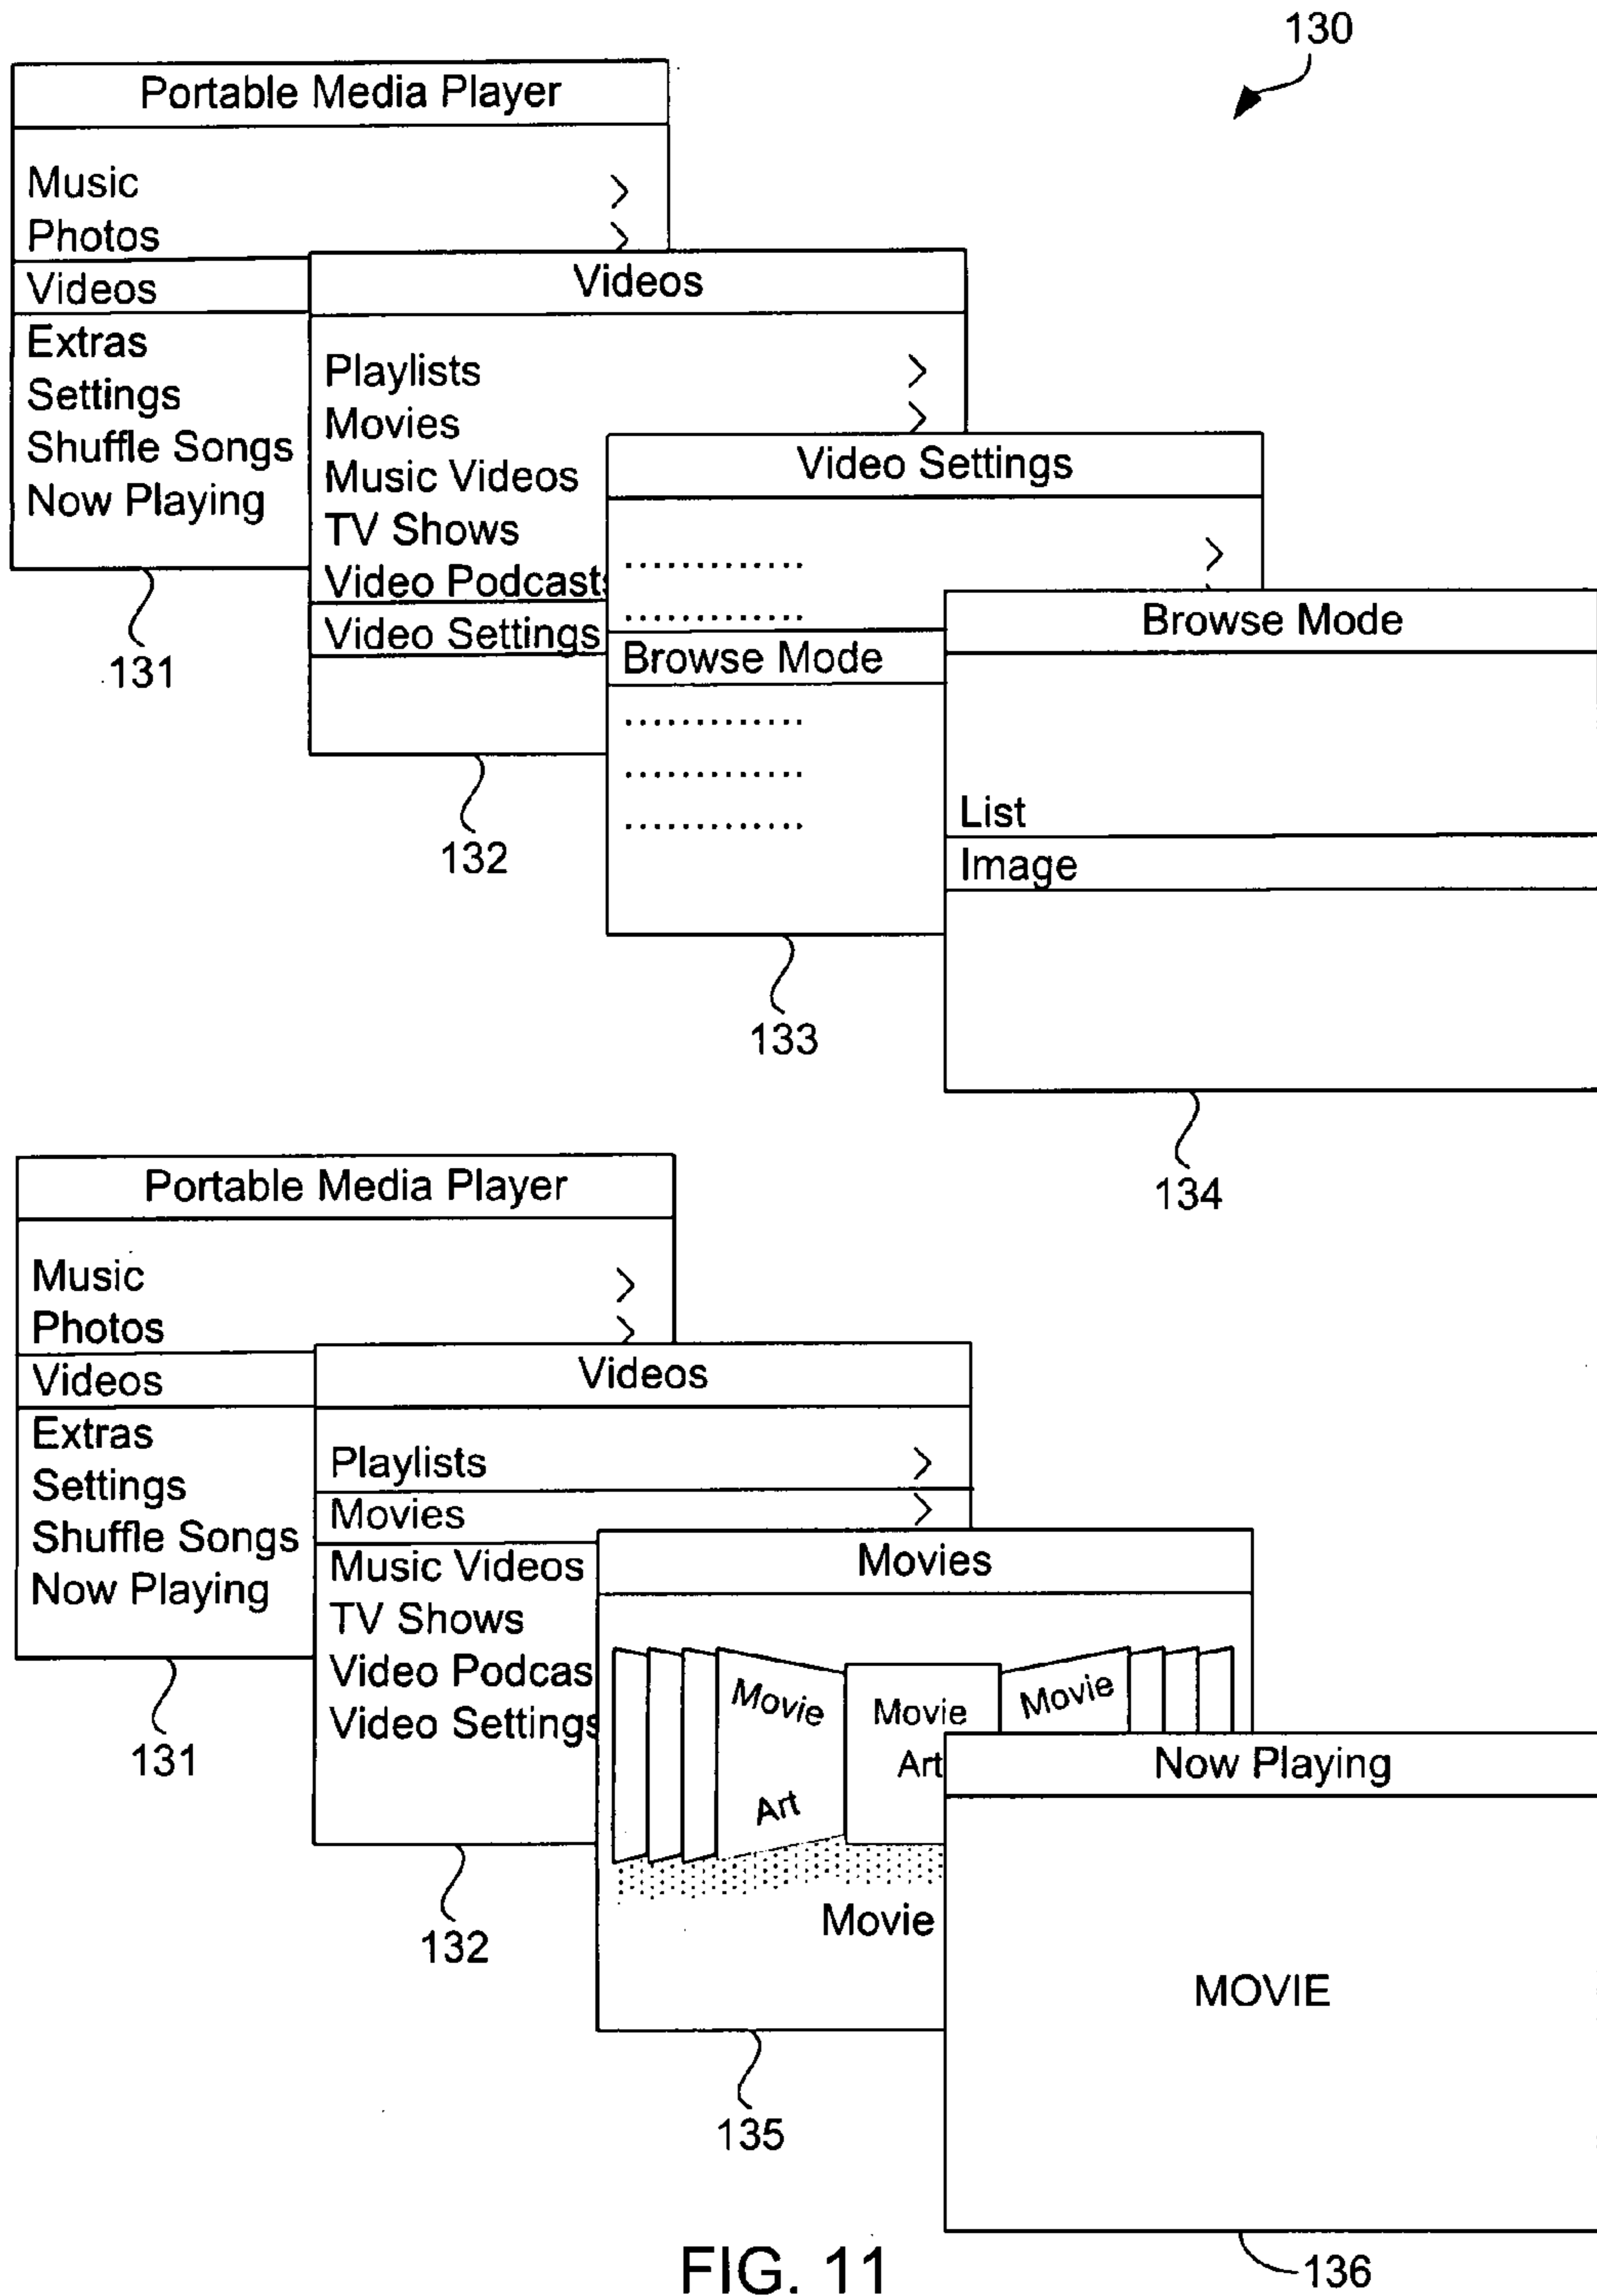 130
Portable Media Player
Music
Photos
Videos
Extras
Settings
Shuffle Songs
Now Playing
131
Videos
Playlists
Movies
Music Videos
TV Shows
Video Podcasts
Video Settings
132
Video Settings
.............
.............
Browse Mode
.............
.............
.............
133
Browse Mode
List
Image
134
Portable Media Player
Music
Photos
Videos
Extras
Settings
Shuffle Songs
Now Playing
131
Videos
Playlists
Movies
Music Videos
TV Shows
Video Podcas
Video Settings
132
Movies
Movie
Art
Movie
Art
Movie
Movie
135
Now Playing
MOVIE
136
FIG. 11